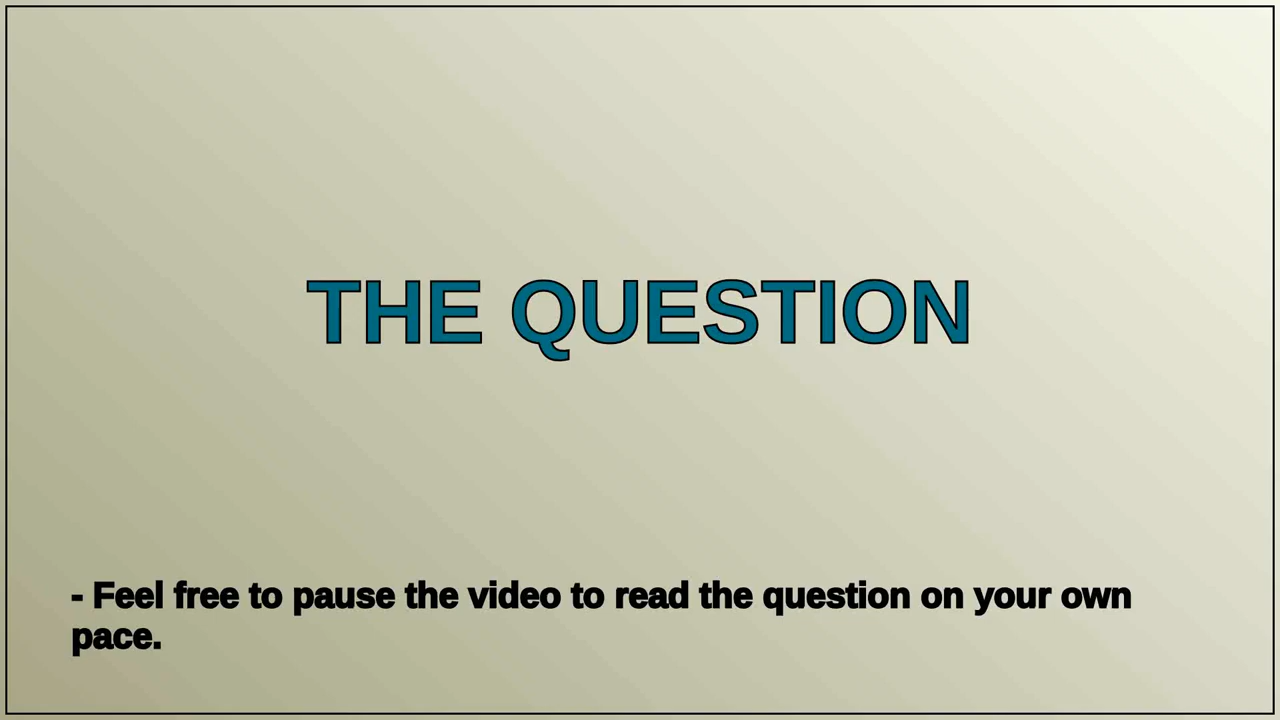 THE QUESTION
- Feel free to pause the video to read the question on your own
pace.